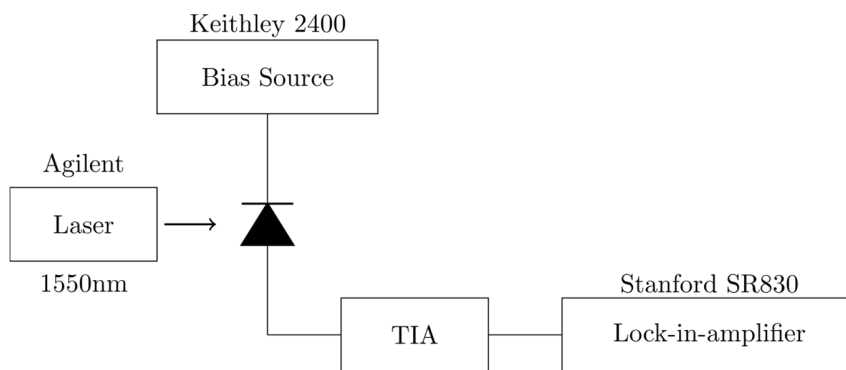 Keithley 2400
Bias Source
Agilent
Laser
1550nm
Stanford SR830
TIA
Lock-in-amplifier